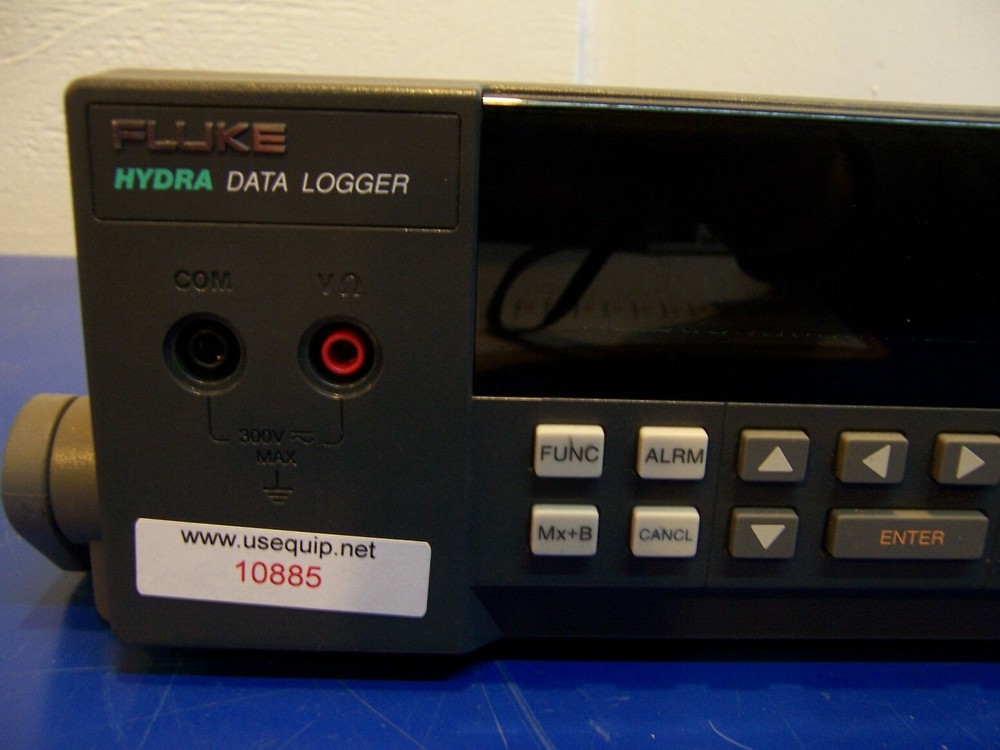 FLUKE
HYDRA DATA LOGGER
COM VΩ
300V
MAX
www.usequip.net
10885
FUNC ALRM
Mx+B CANCL ENTER